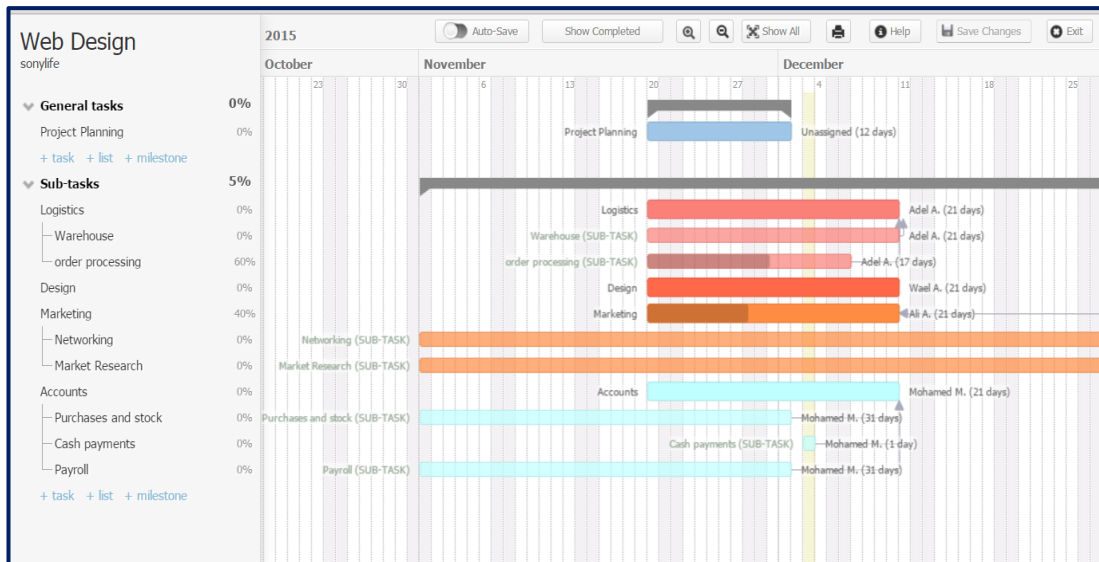 Web Design
sonylife
2015
Auto-Save
Show Completed
Show All
Help
Save Changes
Exit
October
November
December
23
30
6
13
20
27
4
11
18
25
General tasks 0%
Project Planning 0%
Project Planning
Unassigned (12 days)
+ task + list + milestone
Sub-tasks 5%
Logistics 0%
Logistics
Adel A. (21 days)
Warehouse 0%
Warehouse (SUB-TASK)
Adel A. (21 days)
order processing 60%
order processing (SUB-TASK)
Adel A. (17 days)
Design 0%
Design
Wael A. (21 days)
Marketing 40%
Marketing
Ali A. (21 days)
Networking 0%
Networking (SUB-TASK)
Market Research 0%
Market Research (SUB-TASK)
Accounts 0%
Accounts
Mohamed M. (21 days)
Purchases and stock 0%
Purchases and stock (SUB-TASK)
Mohamed M. (31 days)
Cash payments 0%
Cash payments (SUB-TASK)
Mohamed M. (1 day)
Payroll 0%
Payroll (SUB-TASK)
Mohamed M. (31 days)
+ task + list + milestone